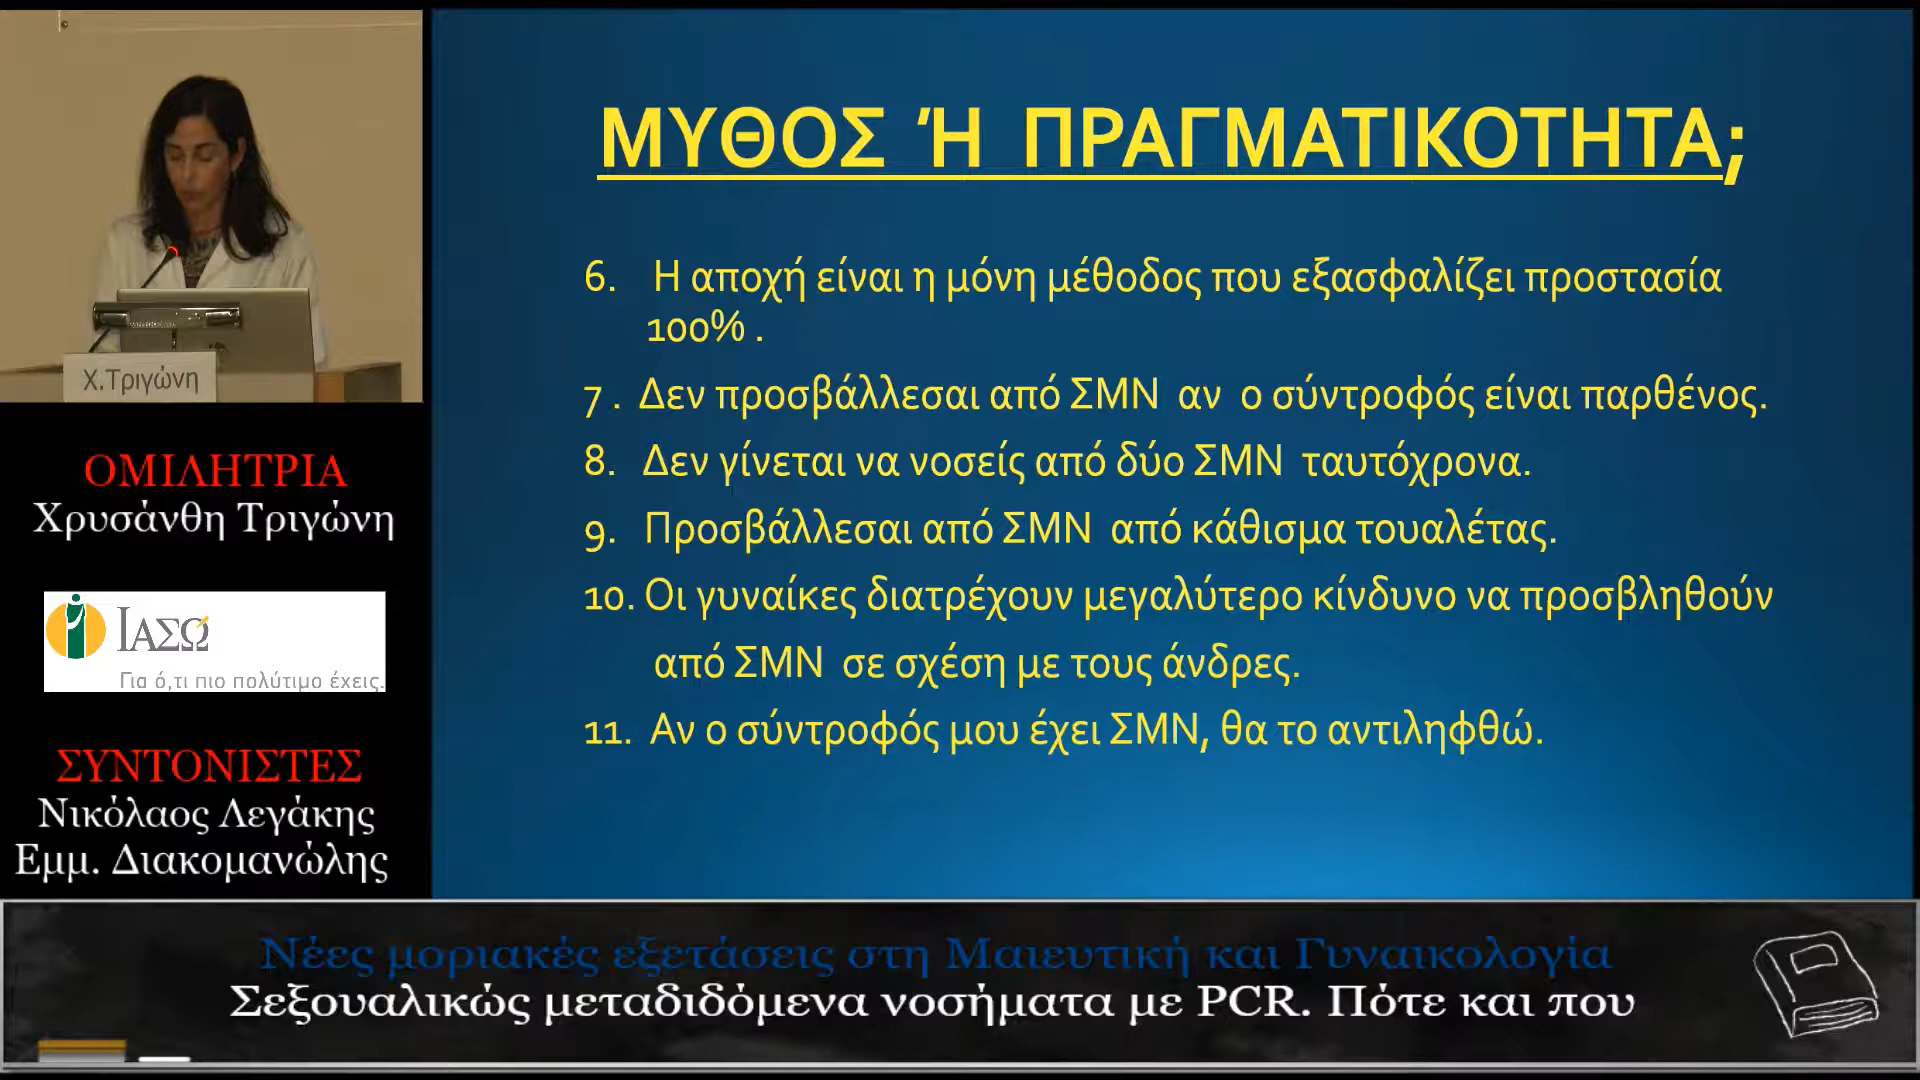 ΜΥΘΟΣ Ή ΠΡΑΓΜΑΤΙΚΟΤΗΤΑ;
6. Η αποχή είναι η μόνη μέθοδος που εξασφαλίζει προστασία
100% .
7 . Δεν προσβάλλεσαι από ΣΜΝ αν ο σύντροφός είναι παρθένος.
8. Δεν γίνεται να νοσείς από δύο ΣΜΝ ταυτόχρονα.
9. Προσβάλλεσαι από ΣΜΝ από κάθισμα τουαλέτας.
10. Οι γυναίκες διατρέχουν μεγαλύτερο κίνδυνο να προσβληθούν
από ΣΜΝ σε σχέση με τους άνδρες.
11. Αν ο σύντροφός μου έχει ΣΜΝ, θα το αντιληφθώ.
Χ.Τριγώνη
ΟΜΙΛΗΤΡΙΑ
Χρυσάνθη Τριγώνη
ΙΑΣΩ
Για ό,τι πιο πολύτιμο έχεις.
ΣΥΝΤΟΝΙΣΤΕΣ
Νικόλαος Λεγάκης
Εμμ. Διακομανώλης
Νέες μοριακές εξετάσεις στη Μαιευτική και Γυναικολογία
Σεξουαλικώς μεταδιδόμενα νοσήματα με PCR. Πότε και που